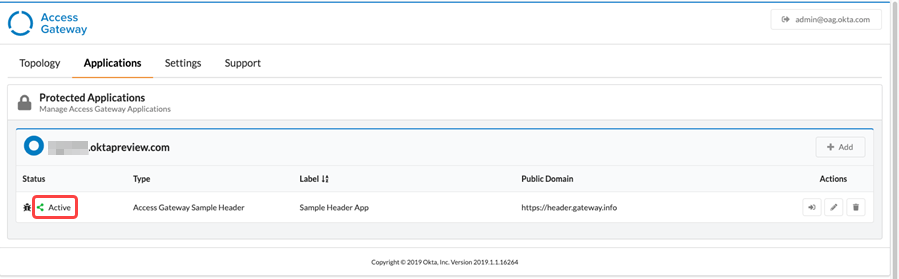 Access
Gateway
admin@oag.okta.com
Topology Applications Settings Support
Protected Applications
Manage Access Gateway Applications
.oktapreview.com
Add
Status Type Label Public Domain Actions
Active Access Gateway Sample Header Sample Header App https://header.gateway.info
Copyright © 2019 Okta, Inc. Version 2019.1.1.16264